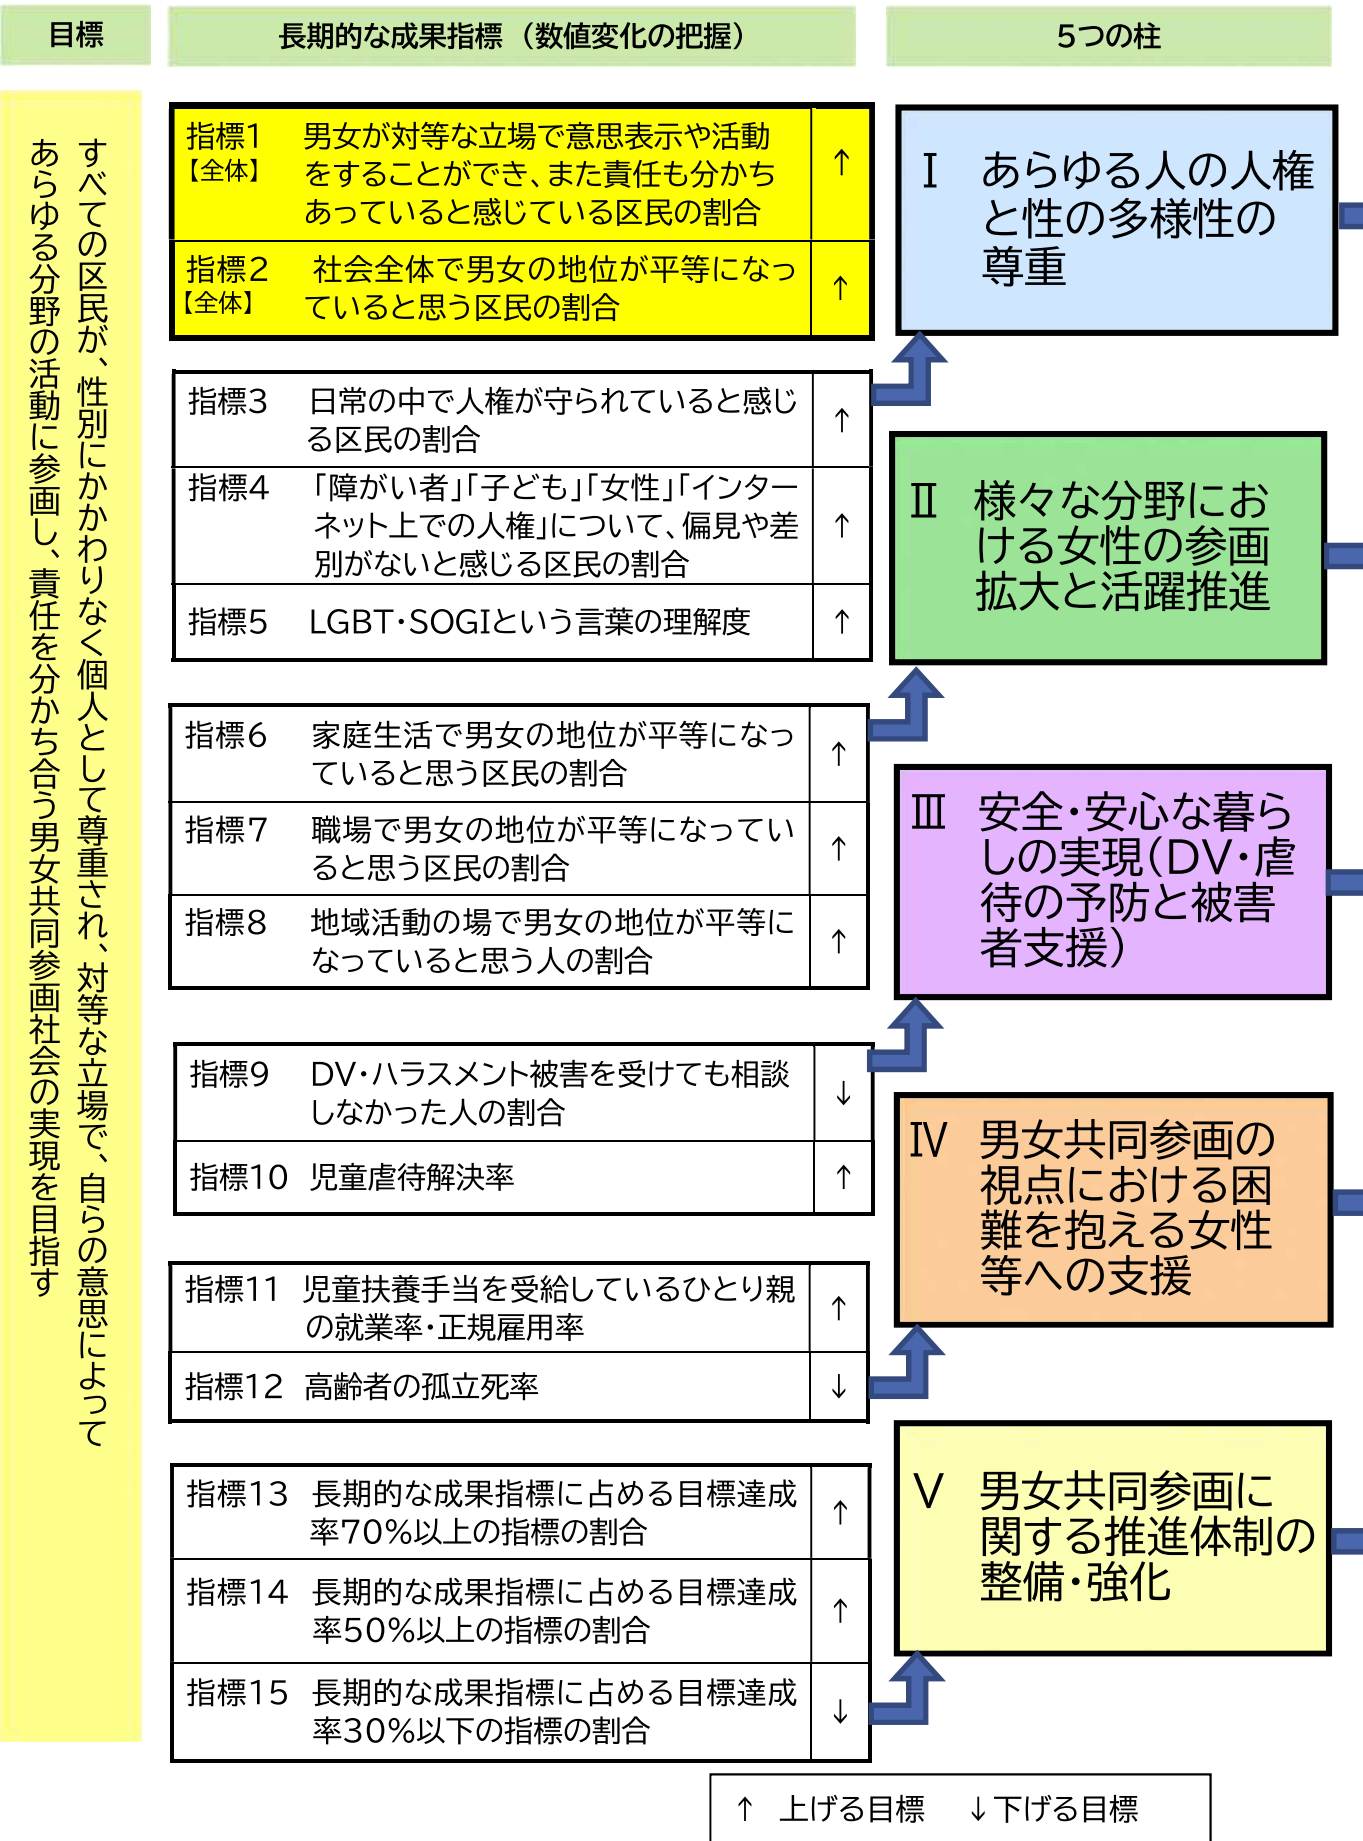 目標
長期的な成果指標（数値変化の把握）
5つの柱
すべての区民が、性別にかかわりなく個人として尊重され、対等な立場で、自らの意思によって
あらゆる分野の活動に参画し、責任を分かち合う男女共同参画社会の実現を目指す
指標1 男女が対等な立場で意思表示や活動
【全体】 をすることができ、また責任も分かち
あっていると感じている区民の割合
↑
指標2 社会全体で男女の地位が平等になっ
【全体】 ていると思う区民の割合
↑
指標3 日常の中で人権が守られていると感じ
る区民の割合
↑
指標4 「障がい者」「子ども」「女性」「インター
ネット上での人権」について、偏見や差
別がないと感じる区民の割合
↑
指標5 LGBT・SOGIという言葉の理解度
↑
指標6 家庭生活で男女の地位が平等になっ
ていると思う区民の割合
↑
指標7 職場で男女の地位が平等になってい
ると思う区民の割合
↑
指標8 地域活動の場で男女の地位が平等に
なっていると思う人の割合
↑
指標9 DV・ハラスメント被害を受けても相談
しなかった人の割合
↓
指標10 児童虐待解決率
↑
指標11 児童扶養手当を受給しているひとり親
の就業率・正規雇用率
↑
指標12 高齢者の孤立死率
↓
指標13 長期的な成果指標に占める目標達成
率70%以上の指標の割合
↑
指標14 長期的な成果指標に占める目標達成
率50%以上の指標の割合
↑
指標15 長期的な成果指標に占める目標達成
率30%以下の指標の割合
↓
Ⅰ あらゆる人の人権
と性の多様性の
尊重
Ⅱ 様々な分野にお
ける女性の参画
拡大と活躍推進
Ⅲ 安全・安心な暮ら
しの実現（DV・虐
待の予防と被害
者支援）
Ⅳ 男女共同参画の
視点における困
難を抱える女性
等への支援
Ⅴ 男女共同参画に
関する推進体制の
整備・強化
↑ 上げる目標 ↓下げる目標